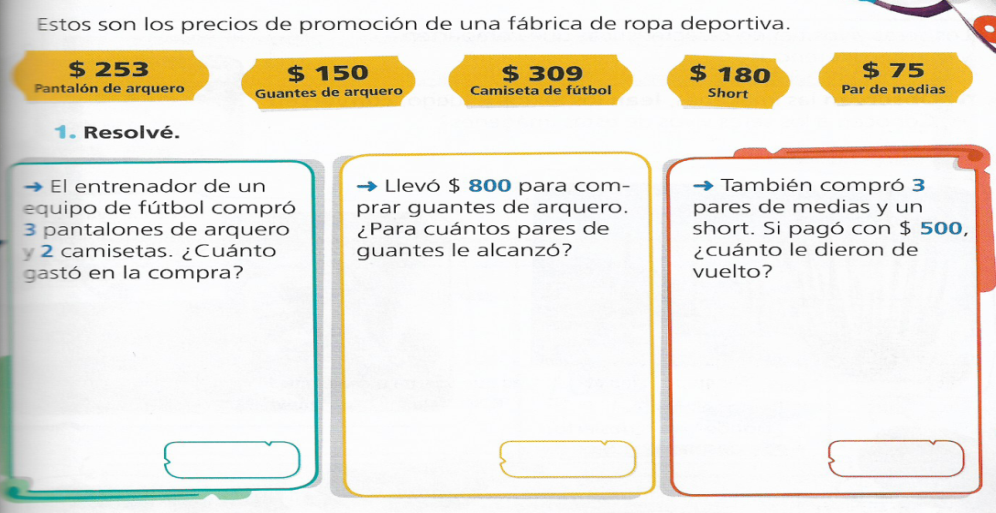 Estos son los precios de promoción de una fábrica de ropa deportiva.
$ 253
Pantalón de arquero
$ 150
Guantes de arquero
$ 309
Camiseta de fútbol
$ 180
Short
$ 75
Par de medias
1. Resolvé.
→ El entrenador de un
equipo de fútbol compró
3 pantalones de arquero
y 2 camisetas. ¿Cuánto
gastó en la compra?
→ Llevó $ 800 para com-
prar guantes de arquero.
¿Para cuántos pares de
guantes le alcanzó?
→ También compró 3
pares de medias y un
short. Si pagó con $ 500,
¿cuánto le dieron de
vuelto?